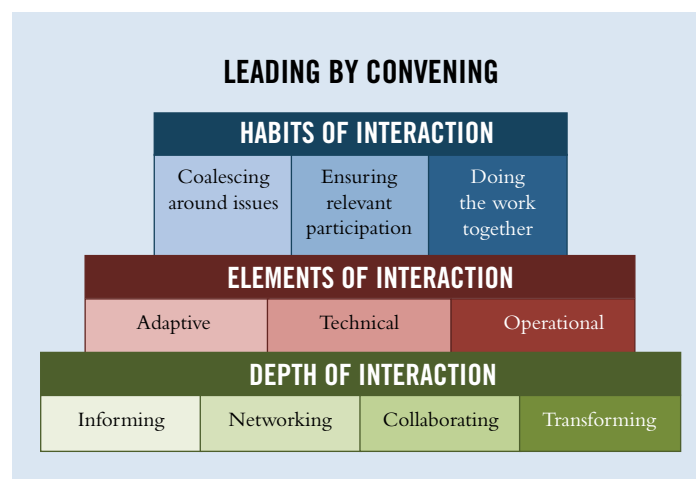 LEADING BY CONVENING
HABITS OF INTERACTION
Coalescing
around issues
Ensuring
relevant
participation
Doing
the work
together
ELEMENTS OF INTERACTION
Adaptive
Technical
Operational
DEPTH OF INTERACTION
Informing
Networking
Collaborating
Transforming